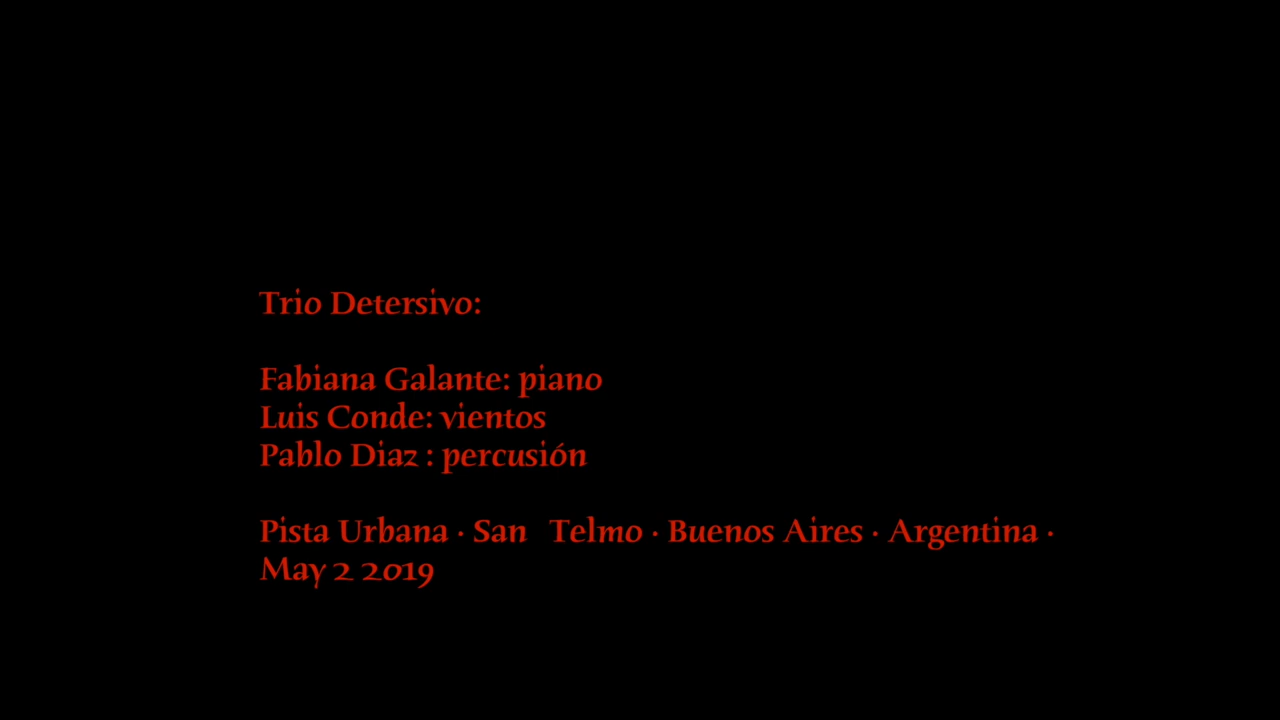 Trio Detersivo:
Fabiana Galante: piano
Luis Conde: vientos
Pablo Diaz : percusión
Pista Urbana · San Telmo · Buenos Aires · Argentina ·
May 2 2019